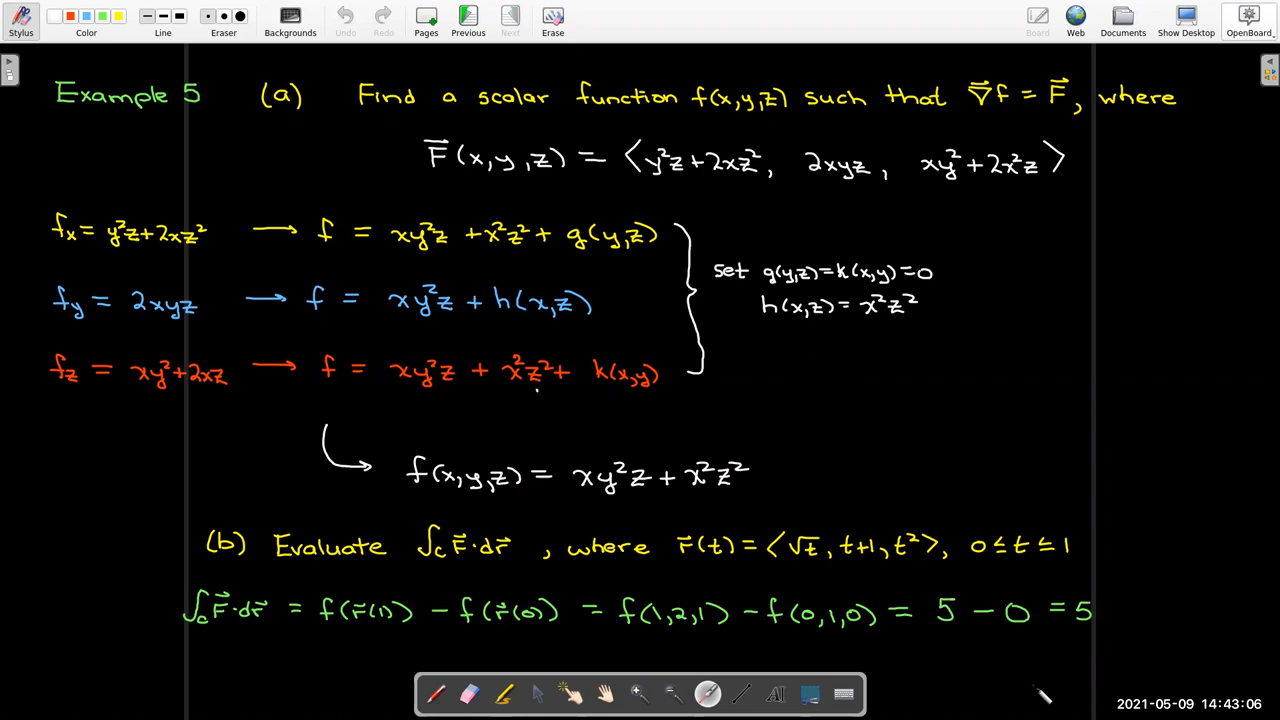 Stylus Color Line Eraser Backgrounds Undo Redo Pages Previous Next Erase Board Web Documents Show Desktop OpenBoard
Example 5 (a) Find a scalar function f(x,y,z) such that ∇⃗f = F⃗, where
F⃗(x,y,z) = ⟨y²z+2xz², 2xyz, xy²+2x²z⟩
fx = y²z+2xz² → f = xy²z + x²z² + g(y,z)
set g(y,z)=k(x,y)=0
fy = 2xyz → f = xy²z + h(x,z)
h(x,z) = x²z²
fz = xy²+2xz → f = xy²z + x²z² + k(x,y)
f(x,y,z) = xy²z + x²z²
(b) Evaluate ∫c F⃗·dr⃗, where r⃗(t) = ⟨√t, t+1, t²⟩, 0≤t≤1
∫c F⃗·dr⃗ = f(r⃗(1)) − f(r⃗(0)) = f(1,2,1) − f(0,1,0) = 5 − 0 = 5
AI
2021-05-09 14:43:06